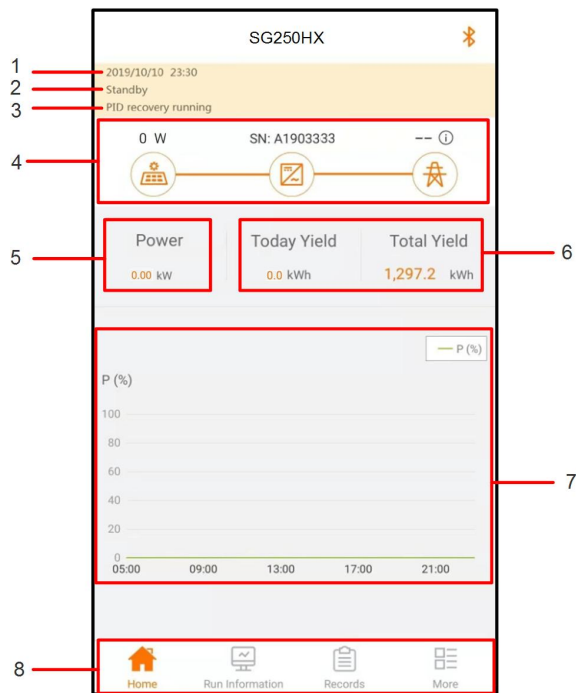 SG250HX
1
2019/10/10 23:30
2
Standby
3
PID recovery running
4
0 W SN: A1903333 --
5
Power Today Yield Total Yield
6
0.00 kW 0.0 kWh 1,297.2 kWh
P (%)
P (%)
100
80
60
7
40
20
0
05:00 09:00 13:00 17:00 21:00
8
Home Run Information Records More